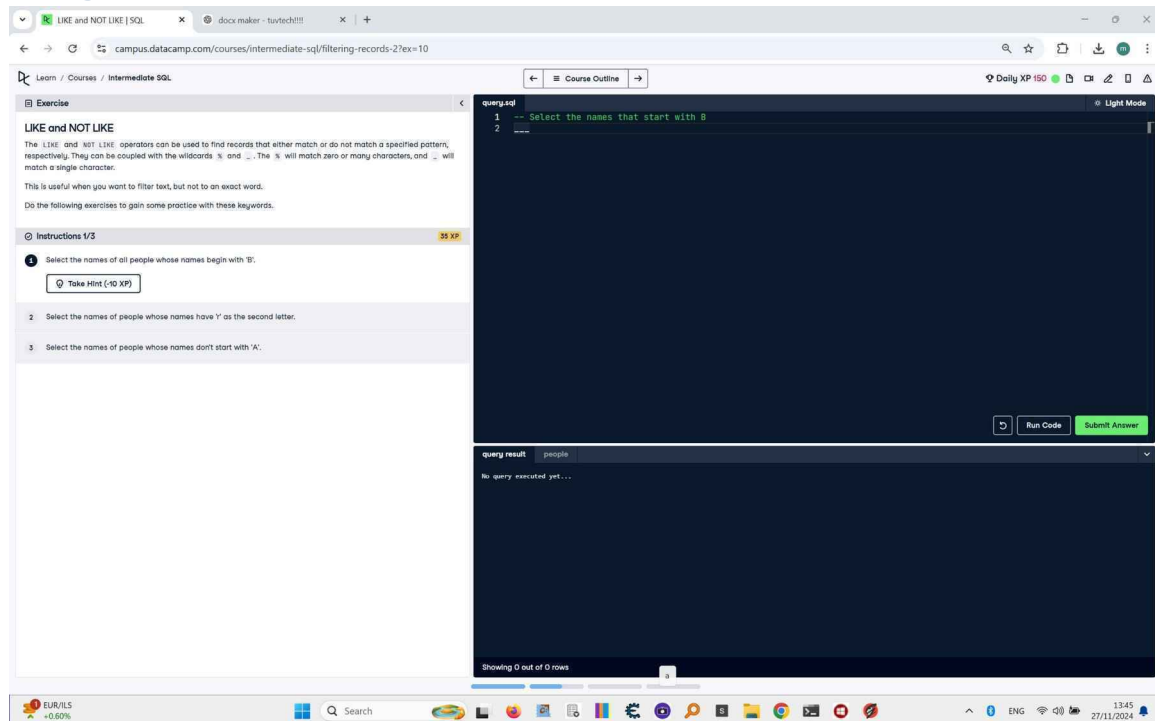 LIKE and NOT LIKE | SQL
docx maker - tuvtech!!!!
campus.datacamp.com/courses/intermediate-sql/filtering-records-2?ex=10
m
Learn / Courses / Intermediate SQL
Course Outline
Daily XP 150
Exercise
LIKE and NOT LIKE
The LIKE and NOT LIKE operators can be used to find records that either match or do not match a specified pattern,
respectively. They can be coupled with the wildcards % and _. The % will match zero or many characters, and _ will
match a single character.
This is useful when you want to filter text, but not to an exact word.
Do the following exercises to gain some practice with these keywords.
Instructions 1/3
35 XP
1 Select the names of all people whose names begin with 'B'.
Take Hint (-10 XP)
2 Select the names of people whose names have 'r' as the second letter.
3 Select the names of people whose names don't start with 'A'.
query.sql
Light Mode
1 -- Select the names that start with B
2 ___
Run Code
Submit Answer
query result people
No query executed yet...
Showing 0 out of 0 rows
a
1
EUR/ILS
+0.60%
Search
S
ENG
13:45
27/11/2024